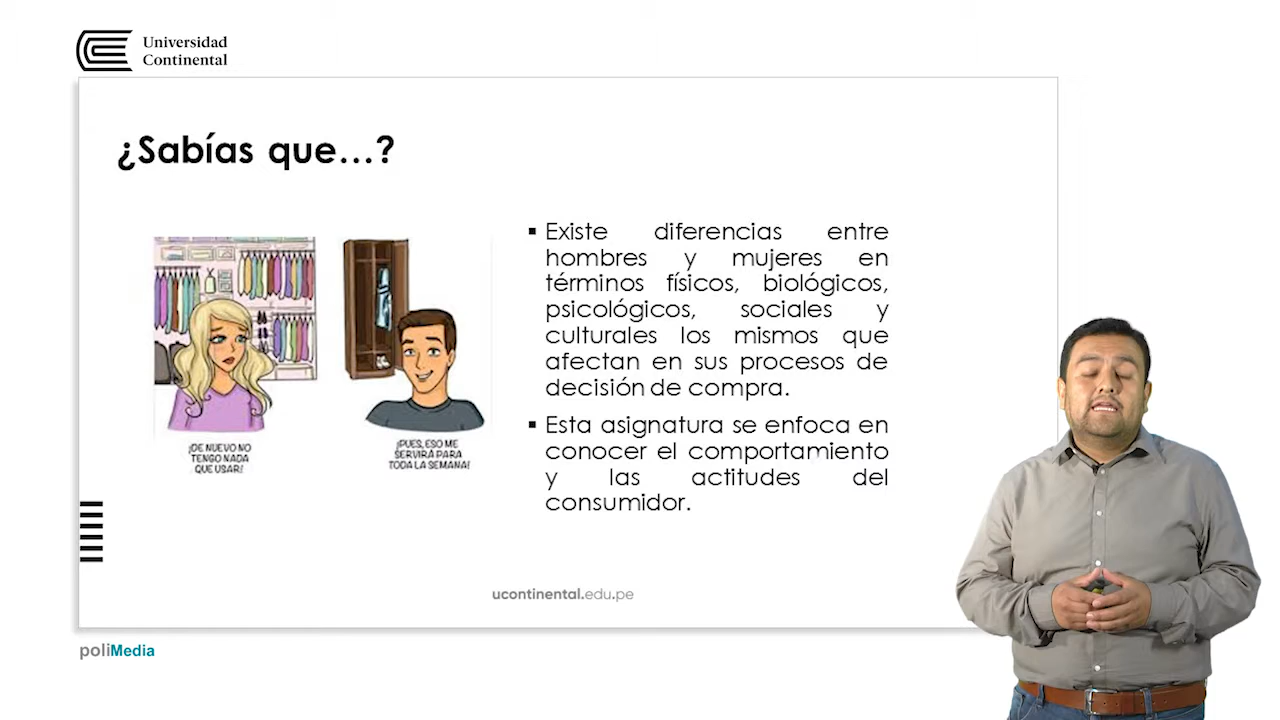 Universidad
Continental
¿Sabías que...?
Existe diferencias entre
hombres y mujeres en
términos físicos, biológicos,
psicológicos, sociales y
culturales los mismos que
afectan en sus procesos de
decisión de compra.
Esta asignatura se enfoca en
conocer el comportamiento
y las actitudes del
consumidor.
¡DE NUEVO NO
TENGO NADA
QUE USAR!
¡PUES, ESO ME
SERVIRÁ PARA
TODA LA SEMANA!
ucontinental.edu.pe
poliMedia